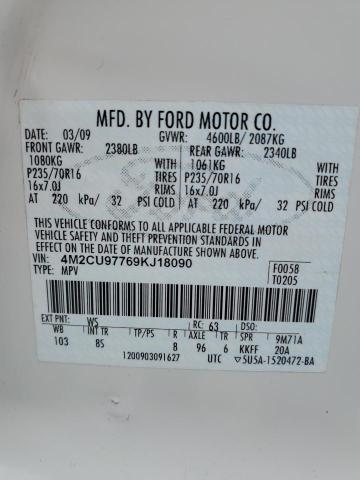 MFD. BY FORD MOTOR CO.
DATE: 03/09 GVWR: 4600LB/ 2087KG
FRONT GAWR: 2380LB REAR GAWR: 2340LB
1080KG WITH 1061KG WITH
P235/70R16 TIRES P235/70R16 TIRES
16x7.0J RIMS 16x7.0J RIMS
AT 220 kPa/ 32 PSI COLD AT 220 kPa/ 32 PSI COLD
THIS VEHICLE CONFORMS TO ALL APPLICABLE FEDERAL MOTOR
VEHICLE SAFETY AND THEFT PREVENTION STANDARDS IN
EFFECT ON THE DATE OF MANUFACTURE SHOWN ABOVE.
VIN: 4M2CU97769KJ18090 F0058
TYPE: MPV T0205
EXT PNT: WS RC: 63 DSO:
WB INT TR TR AXLE TR SPR 9M71A
103 8S 8 96 6 KKFF 20A
1200903091627 UTC 5U5A-1520472-BA